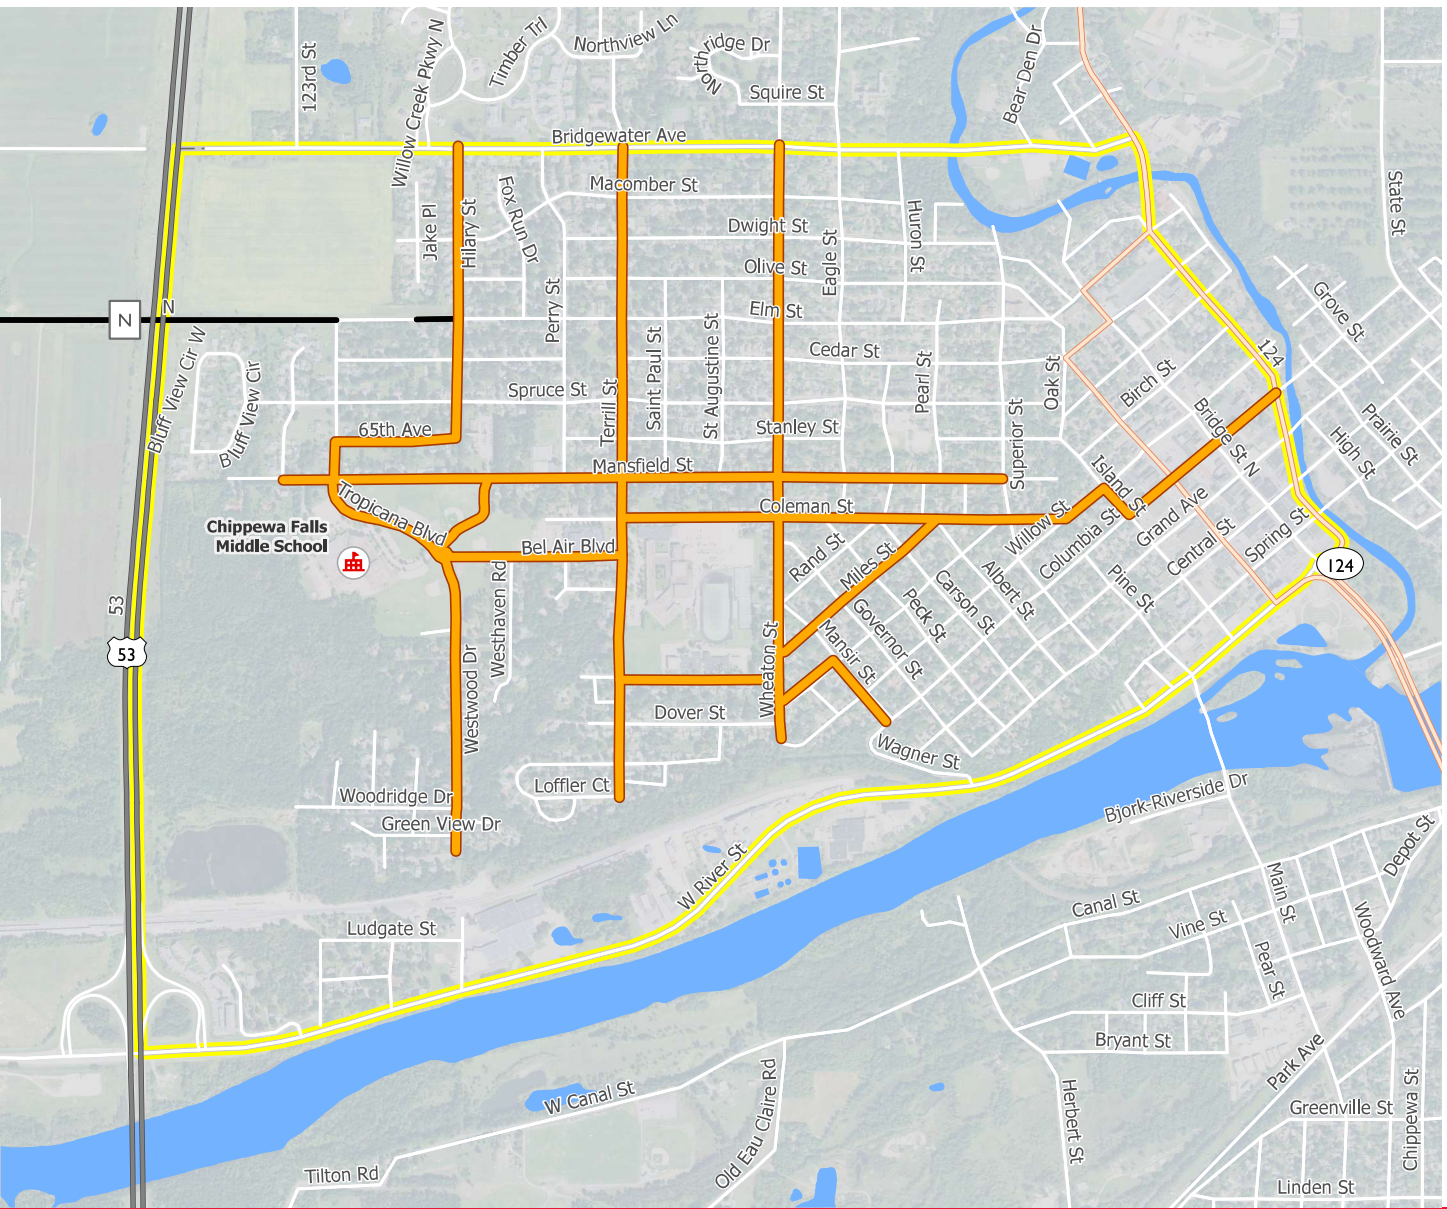 Timber Trl
Northview Ln
Northridge Dr
Bear Den Dr
123rd St
Willow Creek Pkwy N
Squire St
Bridgewater Ave
Macomber St
State St
Jake Pl
Hilary St
Fox Run Dr
Dwight St
Eagle St
Huron St
Olive St
N
N
Perry St
Elm St
Grove St
Bluff View Cir W
Bluff View Cir
Saint Paul St
St Augustine St
Cedar St
Pearl St
Oak St
124
Birch St
Spruce St
Terrill St
Superior St
Bridge St N
Prairie St
High St
65th Ave
Stanley St
Mansfield St
Island St
Tropicana Blvd
Coleman St
Willow St
Columbia St
Grand Ave
Central St
Spring St
Chippewa Falls
Middle School
Bel Air Blvd
Rand St
Miles St
Albert St
Pine St
124
53
53
Westhaven Rd
Carson St
Peck St
Governor St
Mansir St
Wheaton St
Westwood Dr
Dover St
Wagner St
Loffler Ct
Woodridge Dr
Green View Dr
Bjork-Riverside Dr
Depot St
W River St
Main St
Canal St
Vine St
Woodward Ave
Ludgate St
Pear St
Cliff St
Bryant St
Park Ave
W Canal St
Old Eau Claire Rd
Herbert St
Greenville St
Chippewa St
Tilton Rd
Linden St